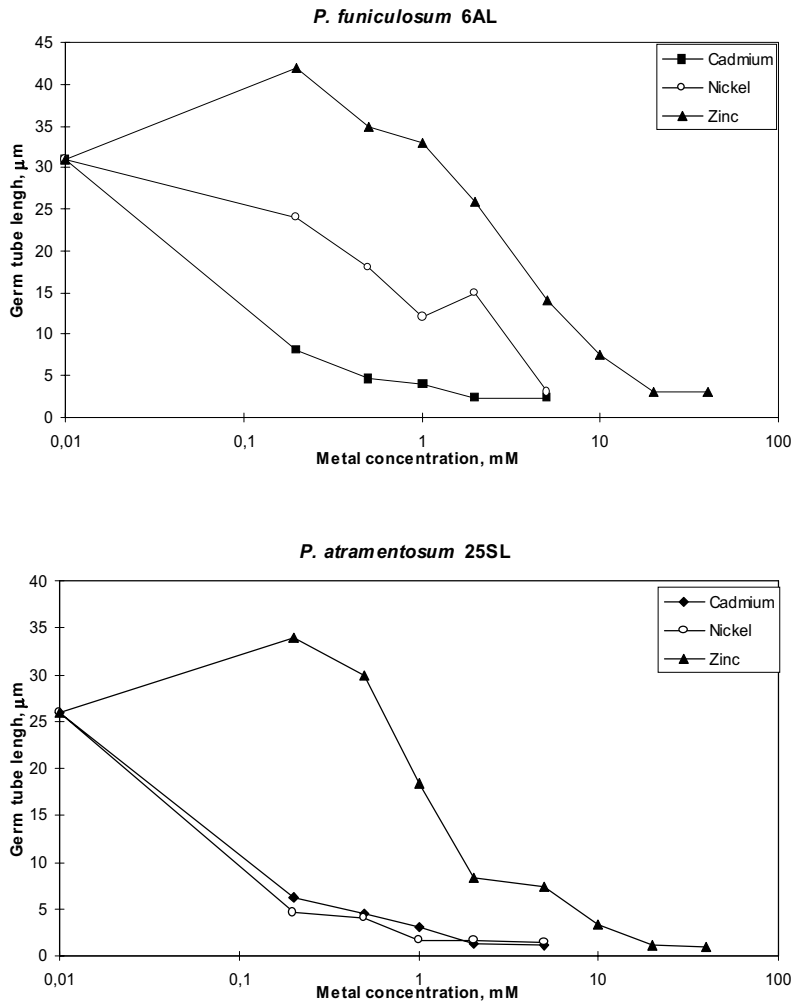 P. funiculosum 6AL
45
40
35
30
25
20
15
10
5
0
Germ tube lengh, µm
Cadmium
Nickel
Zinc
0,01
0,1
1
10
100
Metal concentration, mM
P. atramentosum 25SL
40
35
30
25
20
15
10
5
0
Germ tube lengh, µm
Cadmium
Nickel
Zinc
0,01
0,1
1
10
100
Metal concentration, mM